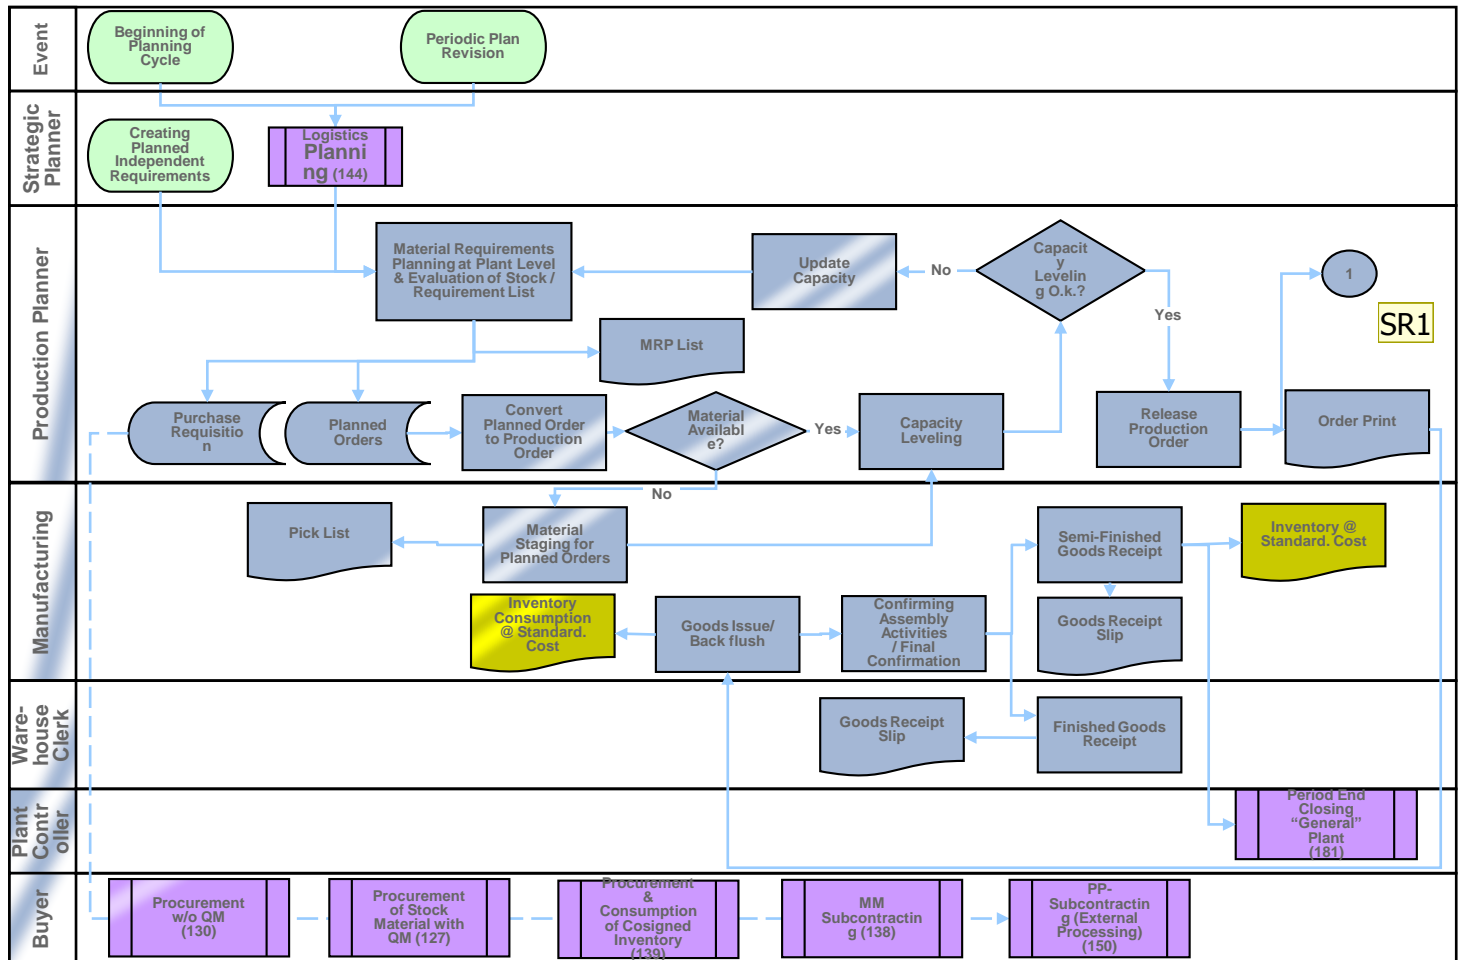 Event
Beginning of
Planning
Cycle
Periodic Plan
Revision
Strategic
Planner
Creating
Planned
Independent
Requirements
Logistics
Planni
ng (144)
Production Planner
Material Requirements
Planning at Plant Level
& Evaluation of Stock /
Requirement List
Update
Capacity
No
Capacit
y
Levelin
g O.k.?
Yes
1
SR1
MRP List
Purchase
Requisitio
n
Planned
Orders
Convert
Planned Order
to Production
Order
Material
Availabl
e?
Yes
Capacity
Leveling
Release
Production
Order
Order Print
No
Manufacturing
Pick List
Material
Staging for
Planned Orders
Semi-Finished
Goods Receipt
Inventory @
Standard. Cost
Inventory
Consumption
@ Standard.
Cost
Goods Issue/
Back flush
Confirming
Assembly
Activities
/ Final
Confirmation
Goods Receipt
Slip
Ware-
house
Clerk
Goods Receipt
Slip
Finished Goods
Receipt
Plant
Contr
oller
Period End
Closing
“General”
Plant
(181)
Buyer
Procurement
w/o QM
(130)
Procurement
of Stock
Material with
QM (127)
Procurement
&
Consumption
of Cosigned
Inventory
(139)
MM
Subcontractin
g (138)
PP-
Subcontractin
g (External
Processing)
(150)